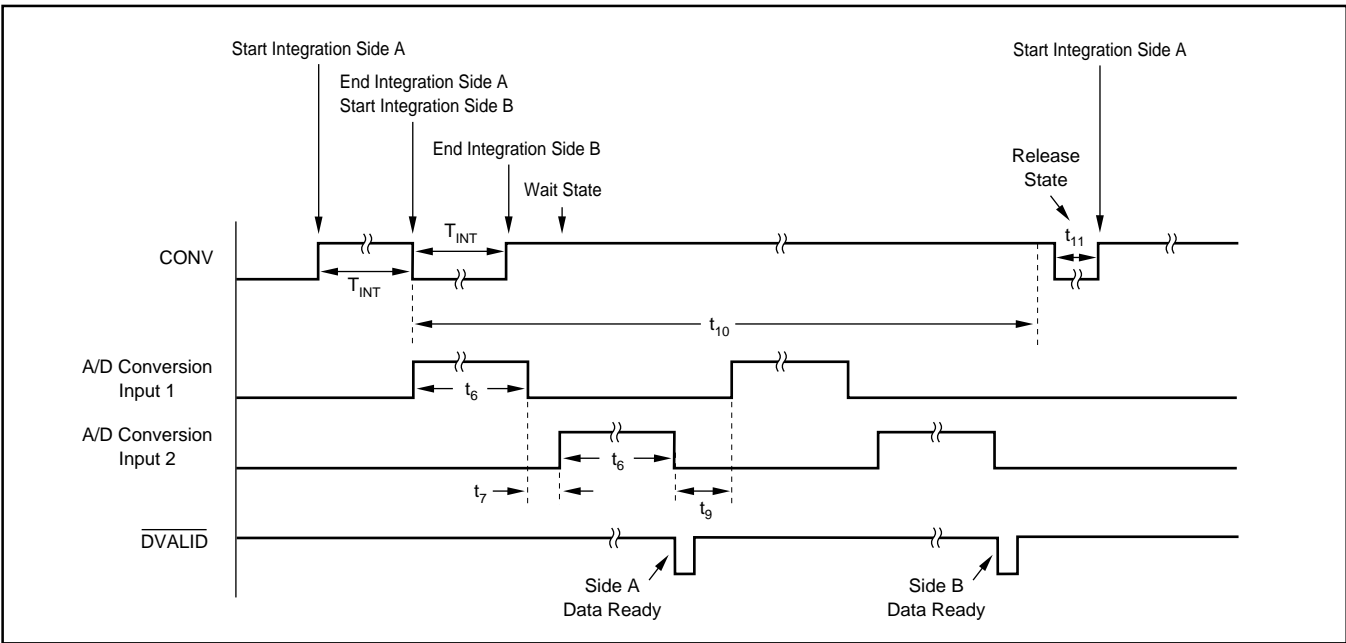 Start Integration Side A
Start Integration Side A
End Integration Side A
Start Integration Side B
End Integration Side B
Release
State
Wait State
CONV
T_INT
t_11
T_INT
t_10
A/D Conversion
Input 1
t_6
A/D Conversion
Input 2
t_6
t_7
t_9
DVALID
Side A
Data Ready
Side B
Data Ready